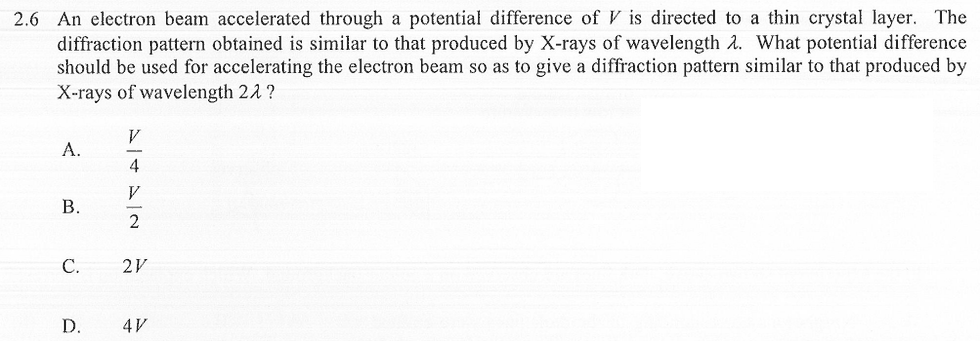 2.6 An electron beam accelerated through a potential difference of V is directed to a thin crystal layer. The
diffraction pattern obtained is similar to that produced by X-rays of wavelength λ. What potential difference
should be used for accelerating the electron beam so as to give a diffraction pattern similar to that produced by
X-rays of wavelength 2λ ?
A. V/4
B. V/2
C. 2V
D. 4V